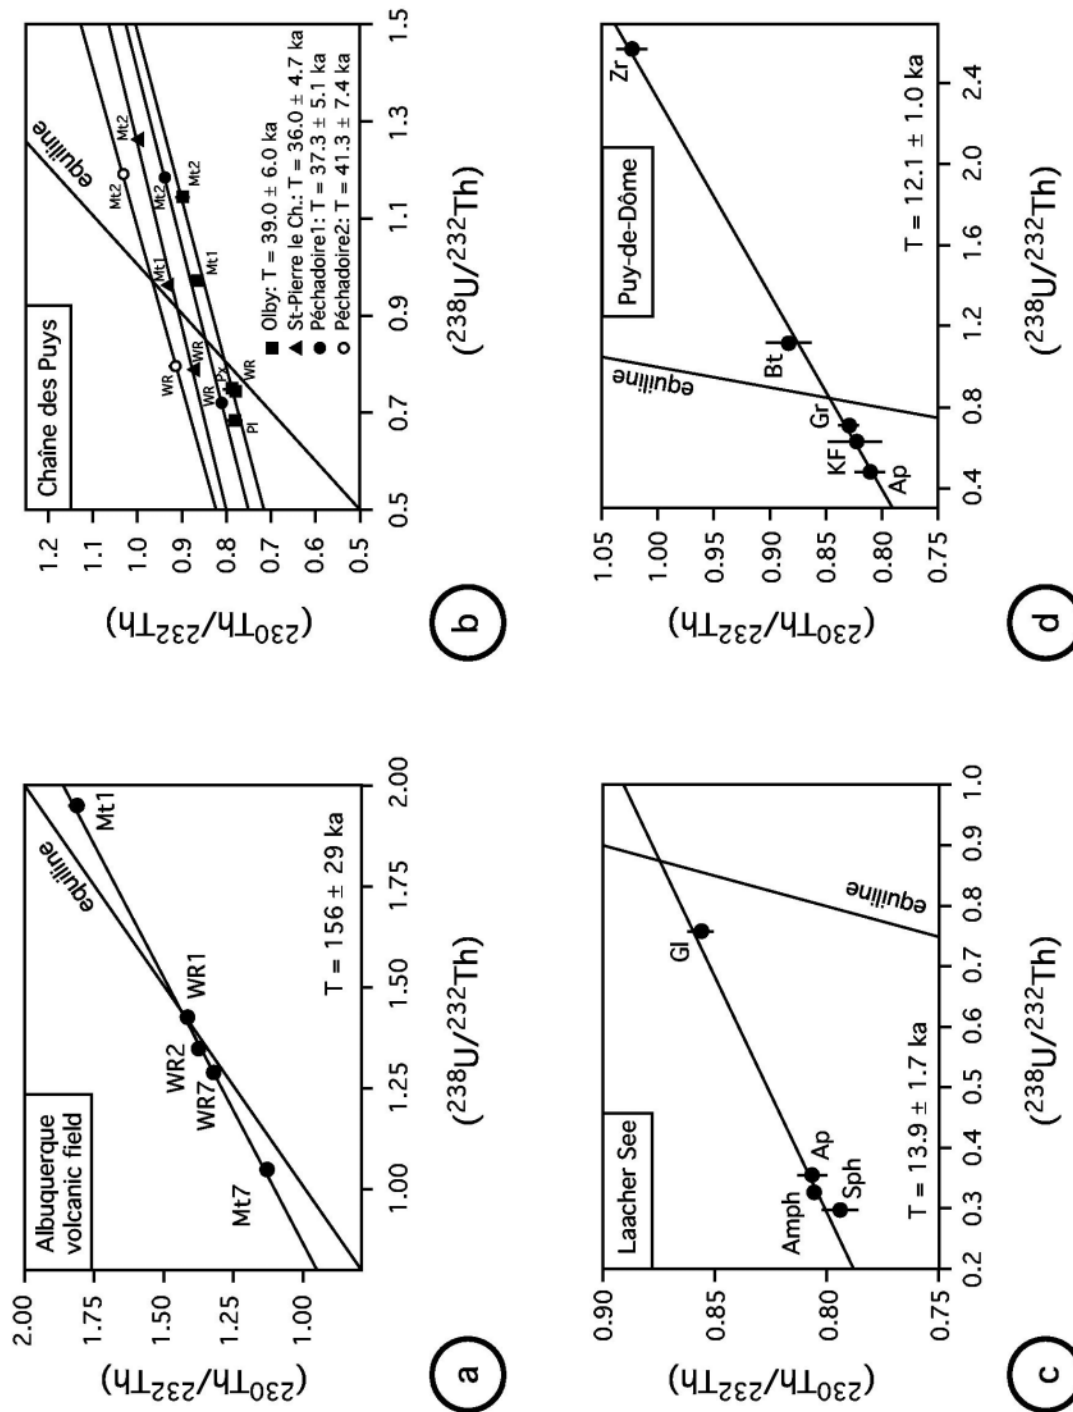 Albuquerque
volcanic field
2.00
1.75
1.50
1.25
1.00
(²³⁰Th/²³²Th)
equiline
Mt1
WR1
WR2
WR7
Mt7
T = 156 ± 29 ka
1.00
1.25
1.50
1.75
2.00
(²³⁸U/²³²Th)
a
Chaîne des Puys
1.2
1.1
1.0
0.9
0.8
0.7
0.6
0.5
(²³⁰Th/²³²Th)
equiline
Mt2
Mt2
Mt2
Mt2
Mt1
Mt1
WR
WR
WR
Px
WR
Pl
■ Olby: T = 39.0 ± 6.0 ka
▲ St-Pierre le Ch.: T = 36.0 ± 4.7 ka
● Péchadoire1: T = 37.3 ± 5.1 ka
○ Péchadoire2: T = 41.3 ± 7.4 ka
0.5
0.7
0.9
1.1
1.3
1.5
(²³⁸U/²³²Th)
b
Laacher See
0.90
0.85
0.80
0.75
(²³⁰Th/²³²Th)
Gl
equiline
Amph
Ap
Sph
T = 13.9 ± 1.7 ka
0.2
0.3
0.4
0.5
0.6
0.7
0.8
0.9
1.0
(²³⁸U/²³²Th)
c
Puy-de-Dôme
1.05
1.00
0.95
0.90
0.85
0.80
0.75
(²³⁰Th/²³²Th)
equiline
Zr
Bt
Gr
KF
Ap
T = 12.1 ± 1.0 ka
0.4
0.8
1.2
1.6
2.0
2.4
(²³⁸U/²³²Th)
d